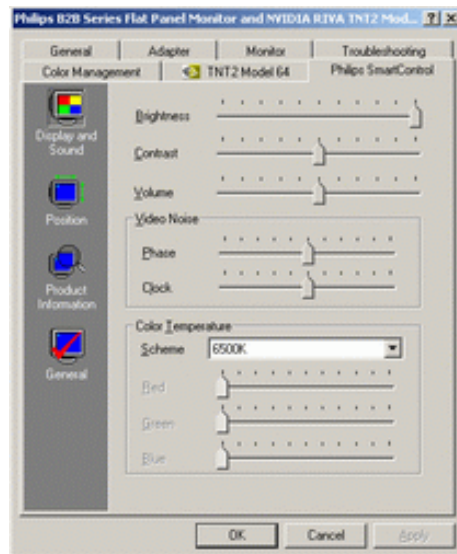 Philips B2B Series Flat Panel Monitor and NVIDIA RIVA TNT2 Mod...
General Adapter Monitor Troubleshooting
Color Management TNT2 Model 64 Philips SmartControl
Display and
Sound
Position
Product
Information
General
Brightness
Contrast
Volume
Video Noise
Phase
Clock
Color Temperature
Scheme 6500K
Red
Green
Blue
OK Cancel Apply